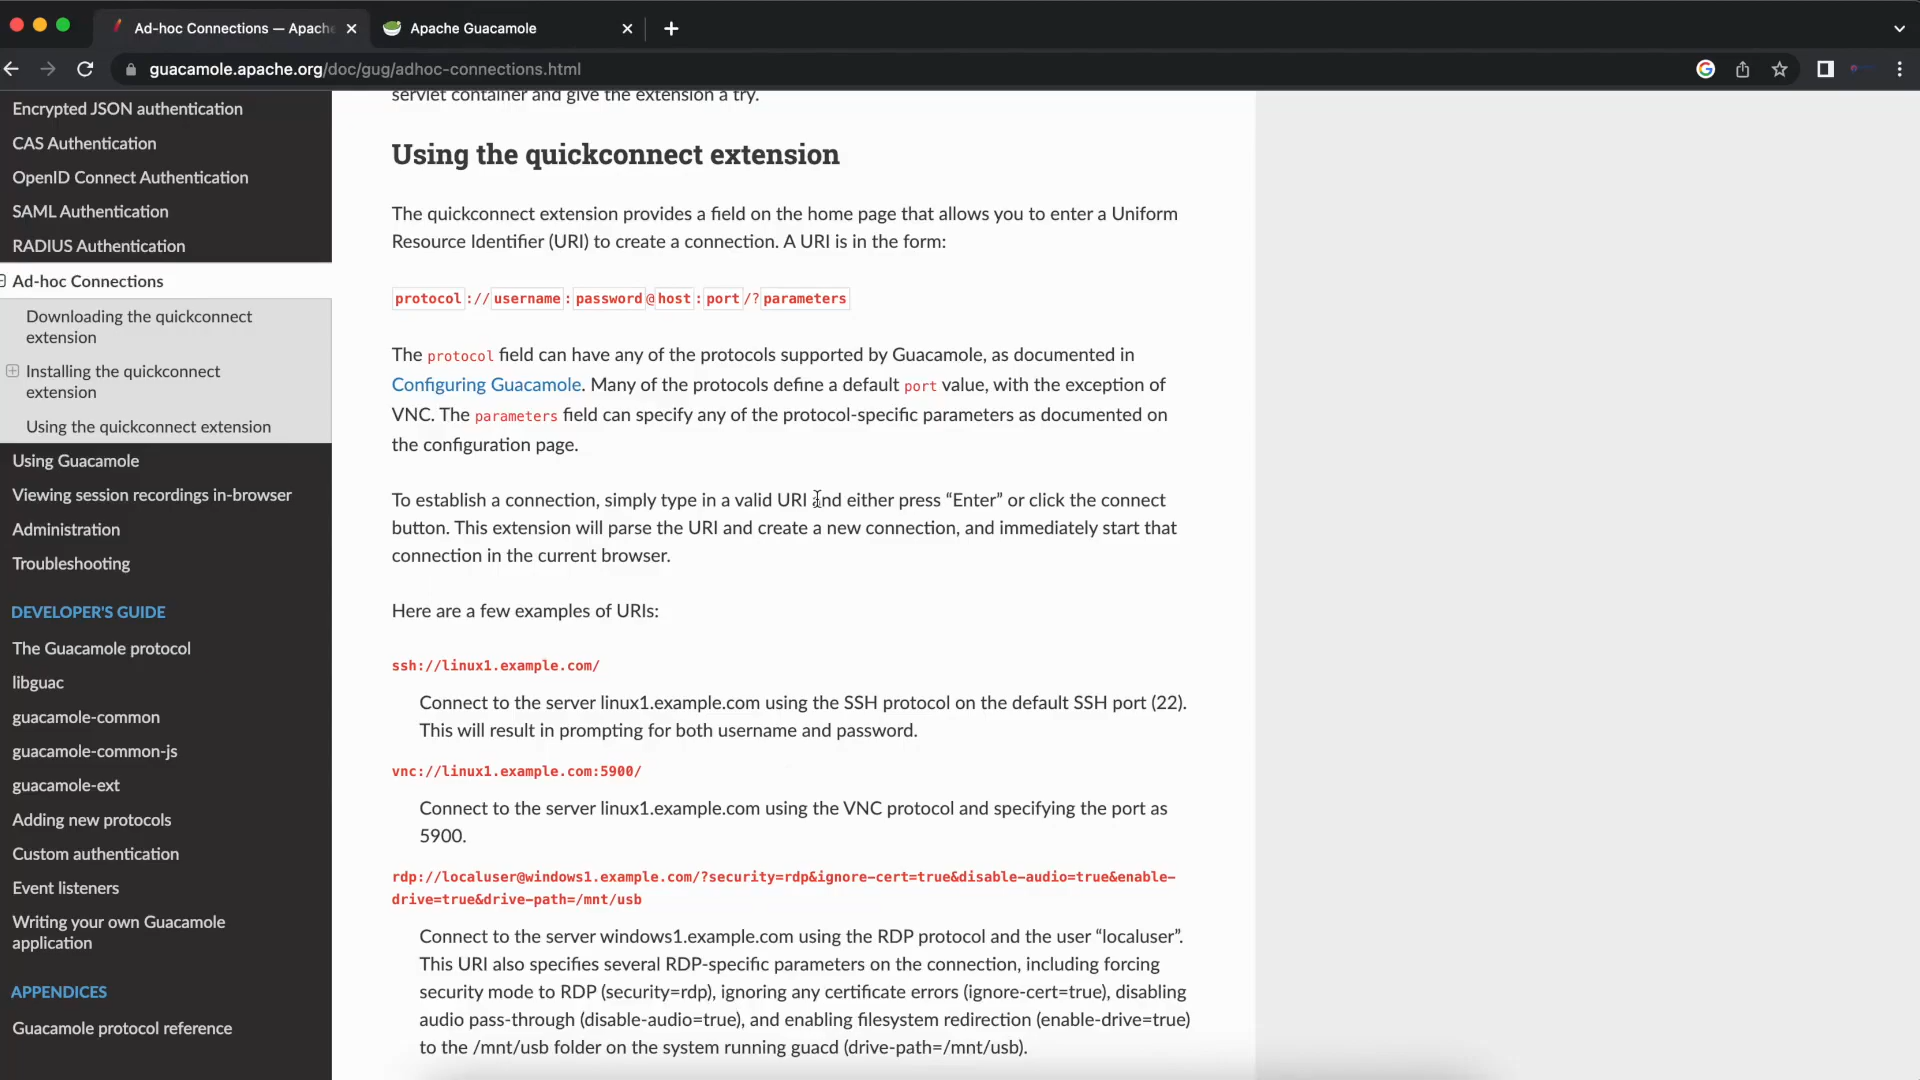 Ad-hoc Connections — Apache
Apache Guacamole
guacamole.apache.org/doc/gug/adhoc-connections.html
Encrypted JSON authentication
CAS Authentication
OpenID Connect Authentication
SAML Authentication
RADIUS Authentication
Ad-hoc Connections
Downloading the quickconnect
extension
Installing the quickconnect
extension
Using the quickconnect extension
Using Guacamole
Viewing session recordings in-browser
Administration
Troubleshooting
DEVELOPER'S GUIDE
The Guacamole protocol
libguac
guacamole-common
guacamole-common-js
guacamole-ext
Adding new protocols
Custom authentication
Event listeners
Writing your own Guacamole
application
APPENDICES
Guacamole protocol reference
servlet container and give the extension a try.
Using the quickconnect extension
The quickconnect extension provides a field on the home page that allows you to enter a Uniform
Resource Identifier (URI) to create a connection. A URI is in the form:
protocol://username:password@host:port/?parameters
The protocol field can have any of the protocols supported by Guacamole, as documented in
Configuring Guacamole. Many of the protocols define a default port value, with the exception of
VNC. The parameters field can specify any of the protocol-specific parameters as documented on
the configuration page.
To establish a connection, simply type in a valid URI and either press “Enter” or click the connect
button. This extension will parse the URI and create a new connection, and immediately start that
connection in the current browser.
Here are a few examples of URIs:
ssh://linux1.example.com/
Connect to the server linux1.example.com using the SSH protocol on the default SSH port (22).
This will result in prompting for both username and password.
vnc://linux1.example.com:5900/
Connect to the server linux1.example.com using the VNC protocol and specifying the port as
5900.
rdp://localuser@windows1.example.com/?security=rdp&ignore-cert=true&disable-audio=true&enable-
drive=true&drive-path=/mnt/usb
Connect to the server windows1.example.com using the RDP protocol and the user “localuser”.
This URI also specifies several RDP-specific parameters on the connection, including forcing
security mode to RDP (security=rdp), ignoring any certificate errors (ignore-cert=true), disabling
audio pass-through (disable-audio=true), and enabling filesystem redirection (enable-drive=true)
to the /mnt/usb folder on the system running guacd (drive-path=/mnt/usb).